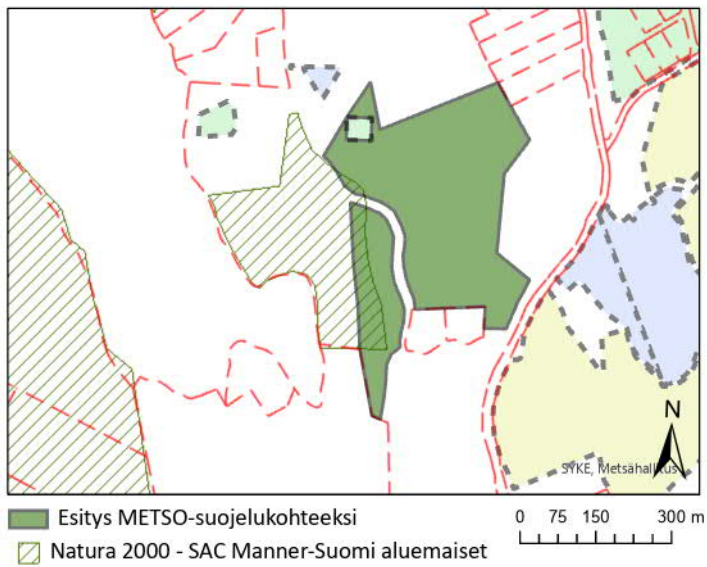 N
SYKE, Metsähallitus
Esitys METSO-suojelukohteeksi
0 75 150 300 m
Natura 2000 - SAC Manner-Suomi aluemaiset